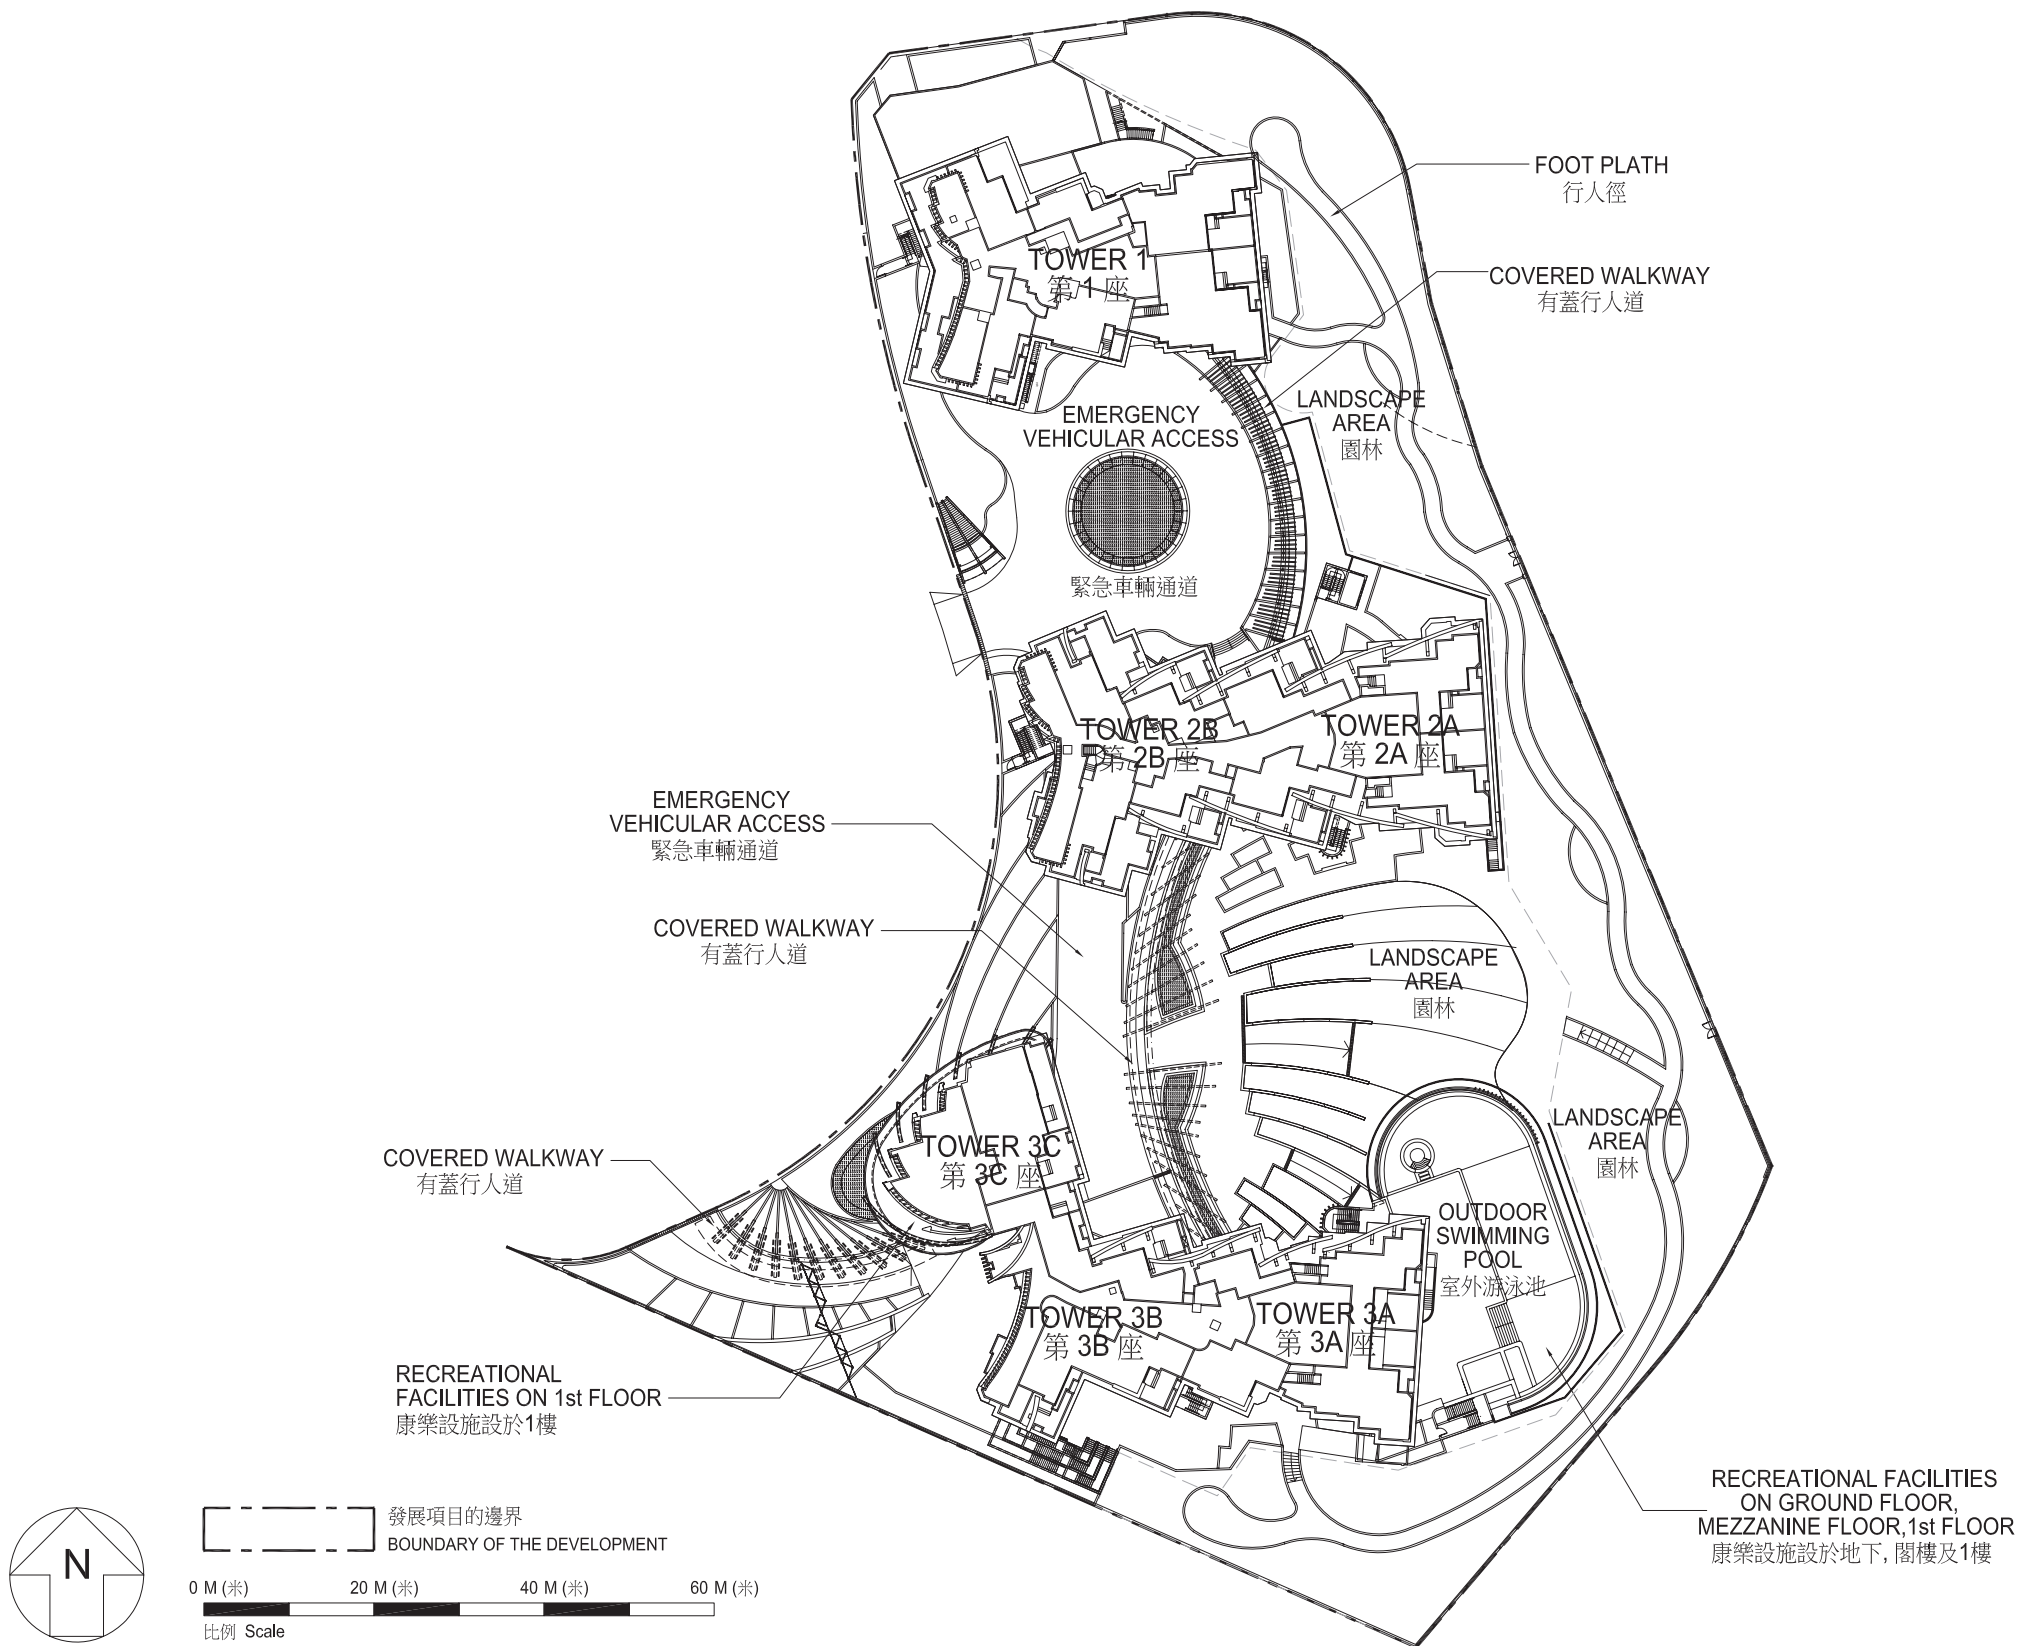 FOOT PLATH
行人徑
COVERED WALKWAY
有蓋行人道
TOWER 1
第 1 座
LANDSCAPE
AREA
園林
EMERGENCY
VEHICULAR ACCESS
緊急車輛通道
TOWER 2B
第 2B 座
TOWER 2A
第 2A 座
EMERGENCY
VEHICULAR ACCESS
緊急車輛通道
COVERED WALKWAY
有蓋行人道
LANDSCAPE
AREA
園林
LANDSCAPE
AREA
園林
TOWER 3C
第 3C 座
COVERED WALKWAY
有蓋行人道
OUTDOOR
SWIMMING
POOL
室外游泳池
TOWER 3B
第 3B 座
TOWER 3A
第 3A 座
RECREATIONAL
FACILITIES ON 1st FLOOR
康樂設施設於1樓
RECREATIONAL FACILITIES
ON GROUND FLOOR,
MEZZANINE FLOOR,1st FLOOR
康樂設施設於地下, 閣樓及1樓
N
發展項目的邊界
BOUNDARY OF THE DEVELOPMENT
0 M (米) 20 M (米) 40 M (米) 60 M (米)
比例 Scale